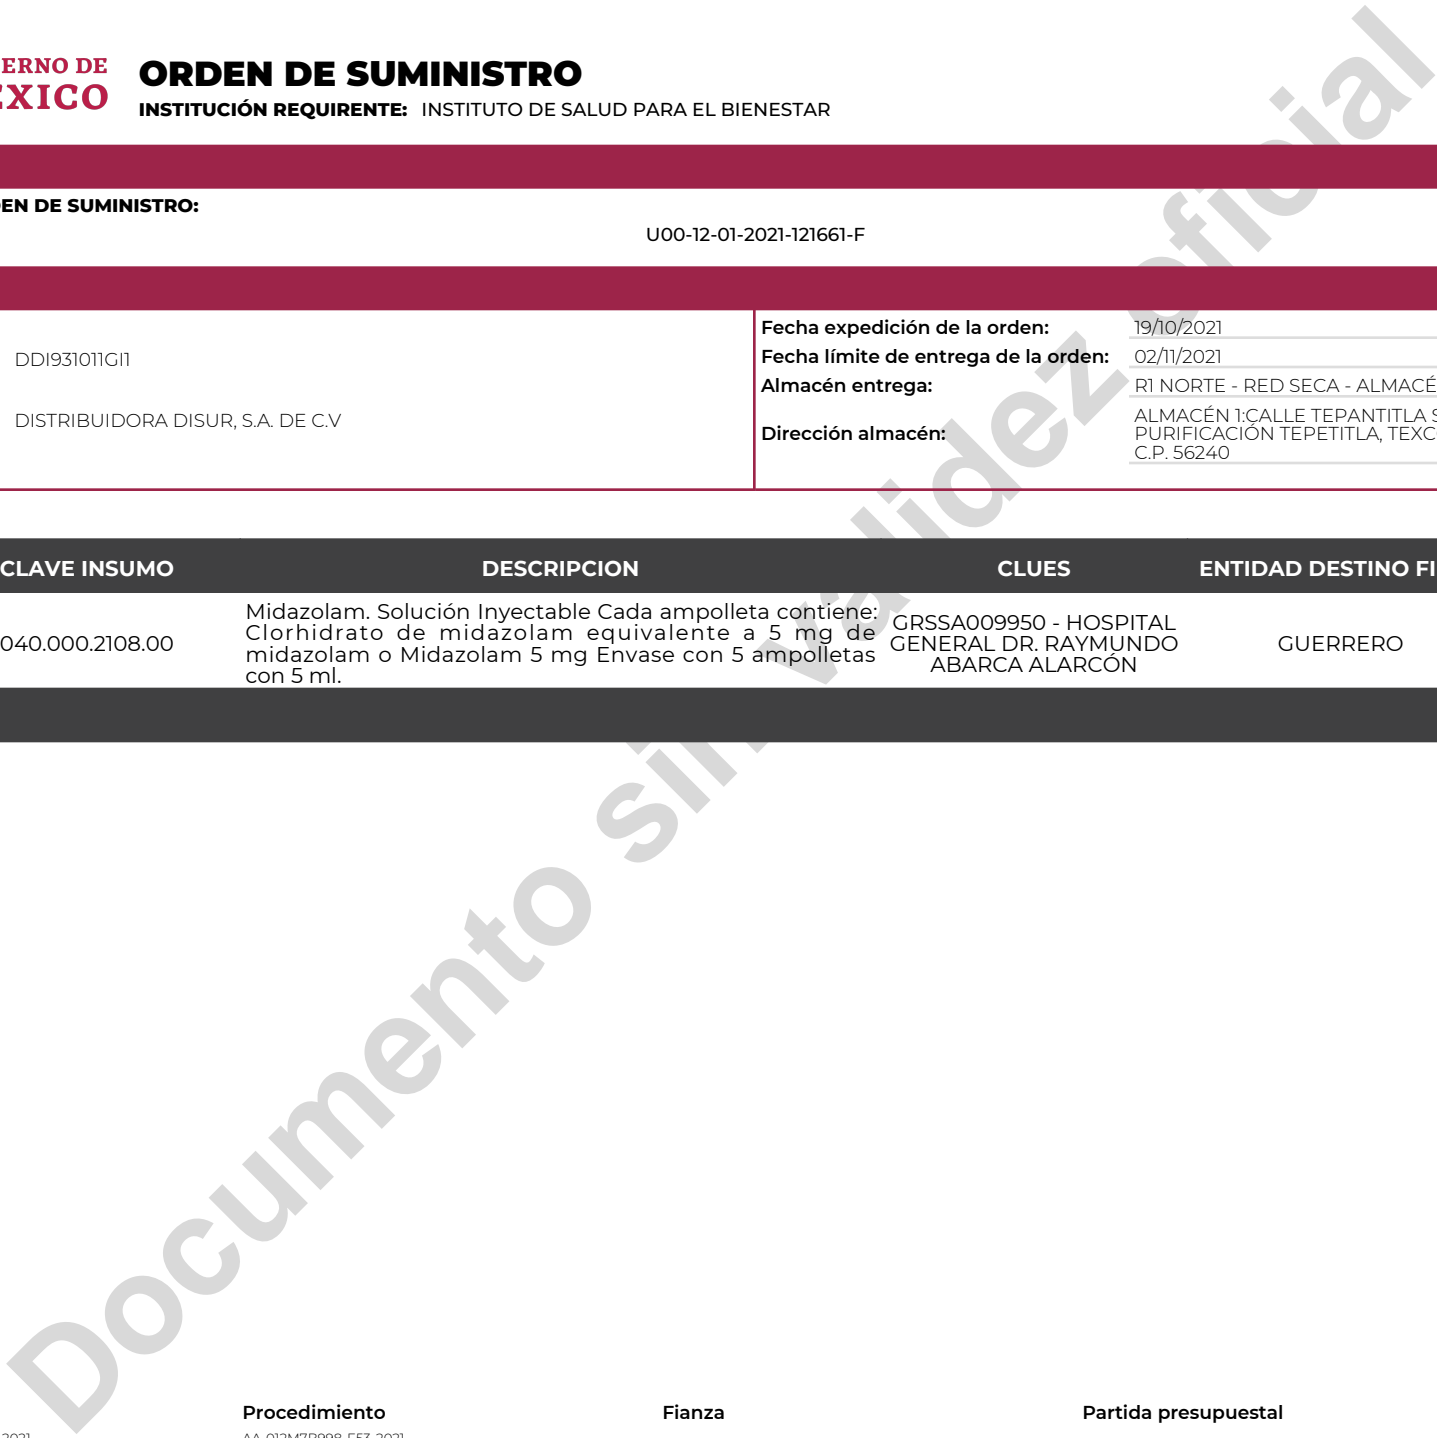 ERNO DE
EXICO
ORDEN DE SUMINISTRO
INSTITUCIÓN REQUIRENTE: INSTITUTO DE SALUD PARA EL BIENESTAR
EN DE SUMINISTRO:
U00-12-01-2021-121661-F
DDI931011GI1
DISTRIBUIDORA DISUR, S.A. DE C.V
Fecha expedición de la orden: 19/10/2021
Fecha límite de entrega de la orden: 02/11/2021
Almacén entrega: R1 NORTE - RED SECA - ALMACÉ
Dirección almacén:
ALMACÉN 1:CALLE TEPANTITLA S
PURIFICACIÓN TEPETITLA, TEXC
C.P. 56240
CLAVE INSUMO DESCRIPCION CLUES ENTIDAD DESTINO FI
040.000.2108.00
Midazolam. Solución Inyectable Cada ampolleta contiene:
Clorhidrato de midazolam equivalente a 5 mg de
midazolam o Midazolam 5 mg Envase con 5 ampolletas
con 5 ml.
GRSSA009950 - HOSPITAL
GENERAL DR. RAYMUNDO
ABARCA ALARCÓN
GUERRERO
Documento sin validez oficial
Procedimiento Fianza Partida presupuestal